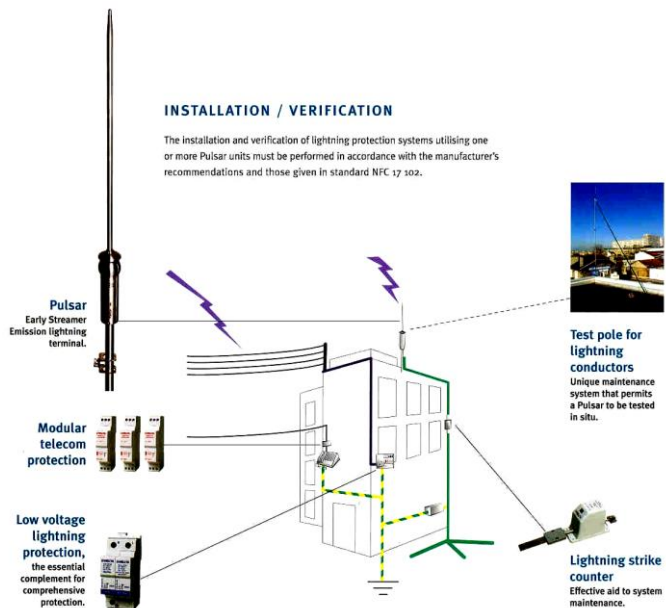 INSTALLATION / VERIFICATION
The installation and verification of lightning protection systems utilising one
or more Pulsar units must be performed in accordance with the manufacturer's
recommendations and those given in standard NFC 17 102.
Pulsar
Early Streamer
Emission lightning
terminal.
Test pole for
lightning
conductors
Unique maintenance
system that permits
a Pulsar to be tested
in situ.
Modular
telecom
protection
Low voltage
lightning
protection,
the essential
complement for
comprehensive
protection.
Lightning strike
counter
Effective aid to system
maintenance.